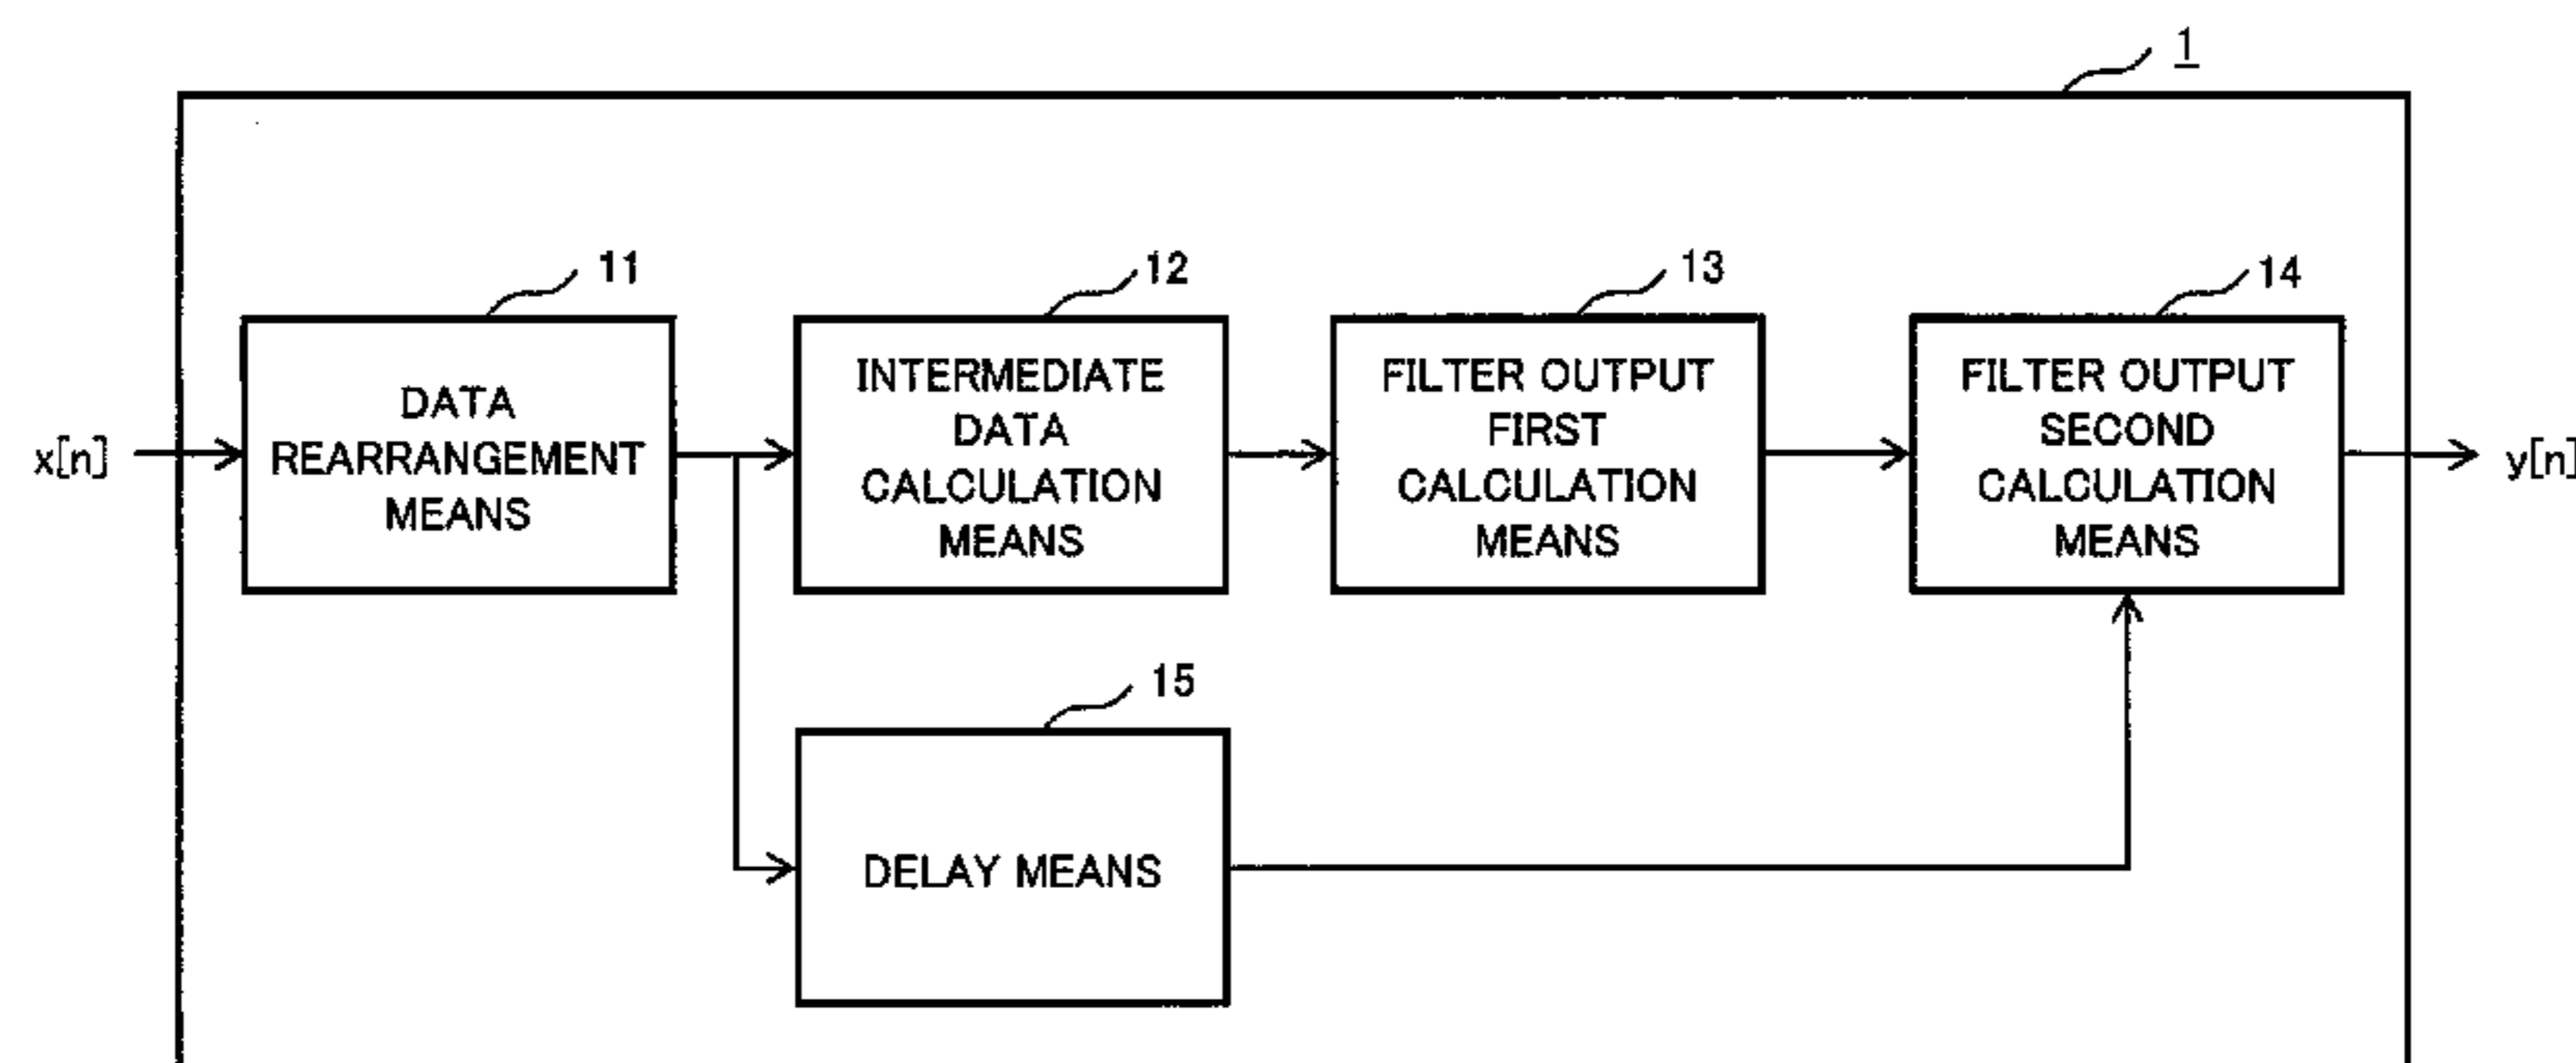 1
11
12
13
14
x[n]
DATA
REARRANGEMENT
MEANS
INTERMEDIATE
DATA
CALCULATION
MEANS
FILTER OUTPUT
FIRST
CALCULATION
MEANS
FILTER OUTPUT
SECOND
CALCULATION
MEANS
y[n]
15
DELAY MEANS